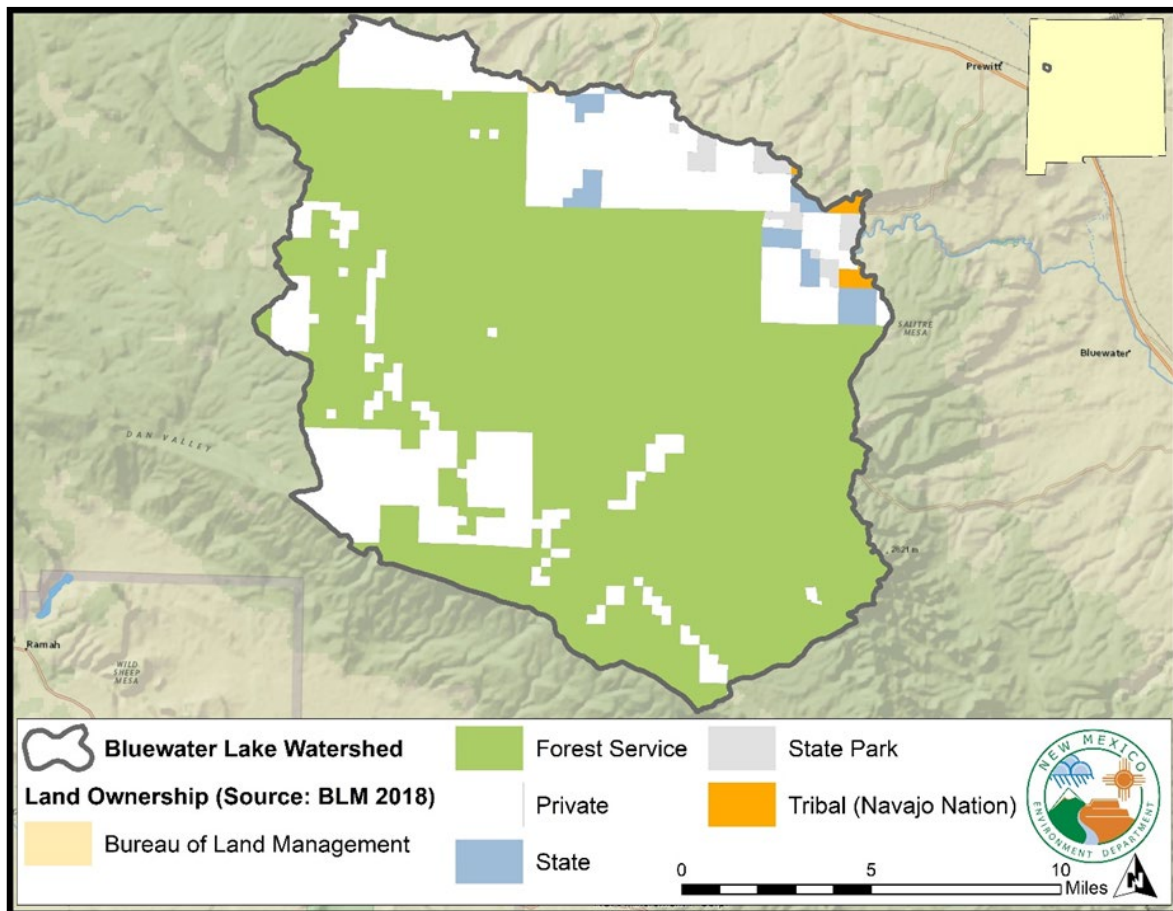 Prewitt
SALITRE
MESA
Bluewater
DAN VALLEY
2621 m
Ramah
WILD
SHEEP
MESA
Bluewater Lake Watershed
Land Ownership (Source: BLM 2018)
Bureau of Land Management
Forest Service
Private
State
State Park
Tribal (Navajo Nation)
NEW MEXICO
ENVIRONMENT DEPARTMENT
0 5 10
Miles
N